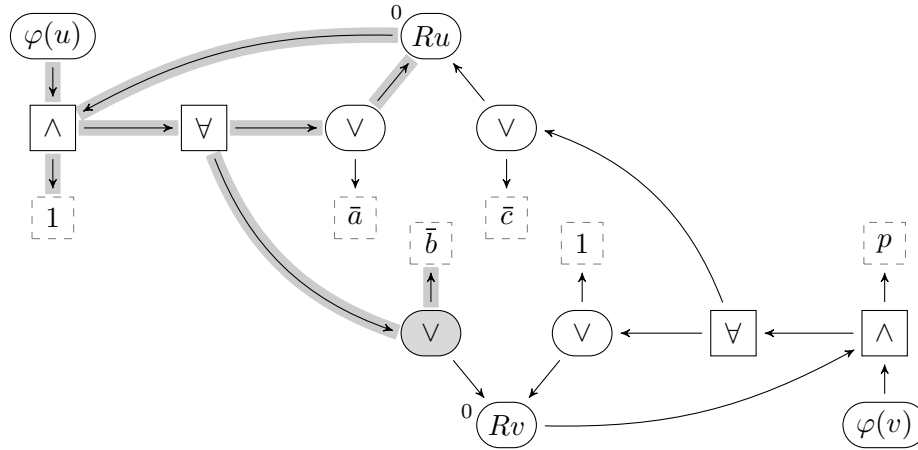 φ(u) 0 Ru
∧ ∀ ∨ ∨
1 ā c̄
b̄ 1 p
∨ ∨ ∀ ∧
0 Rv φ(v)